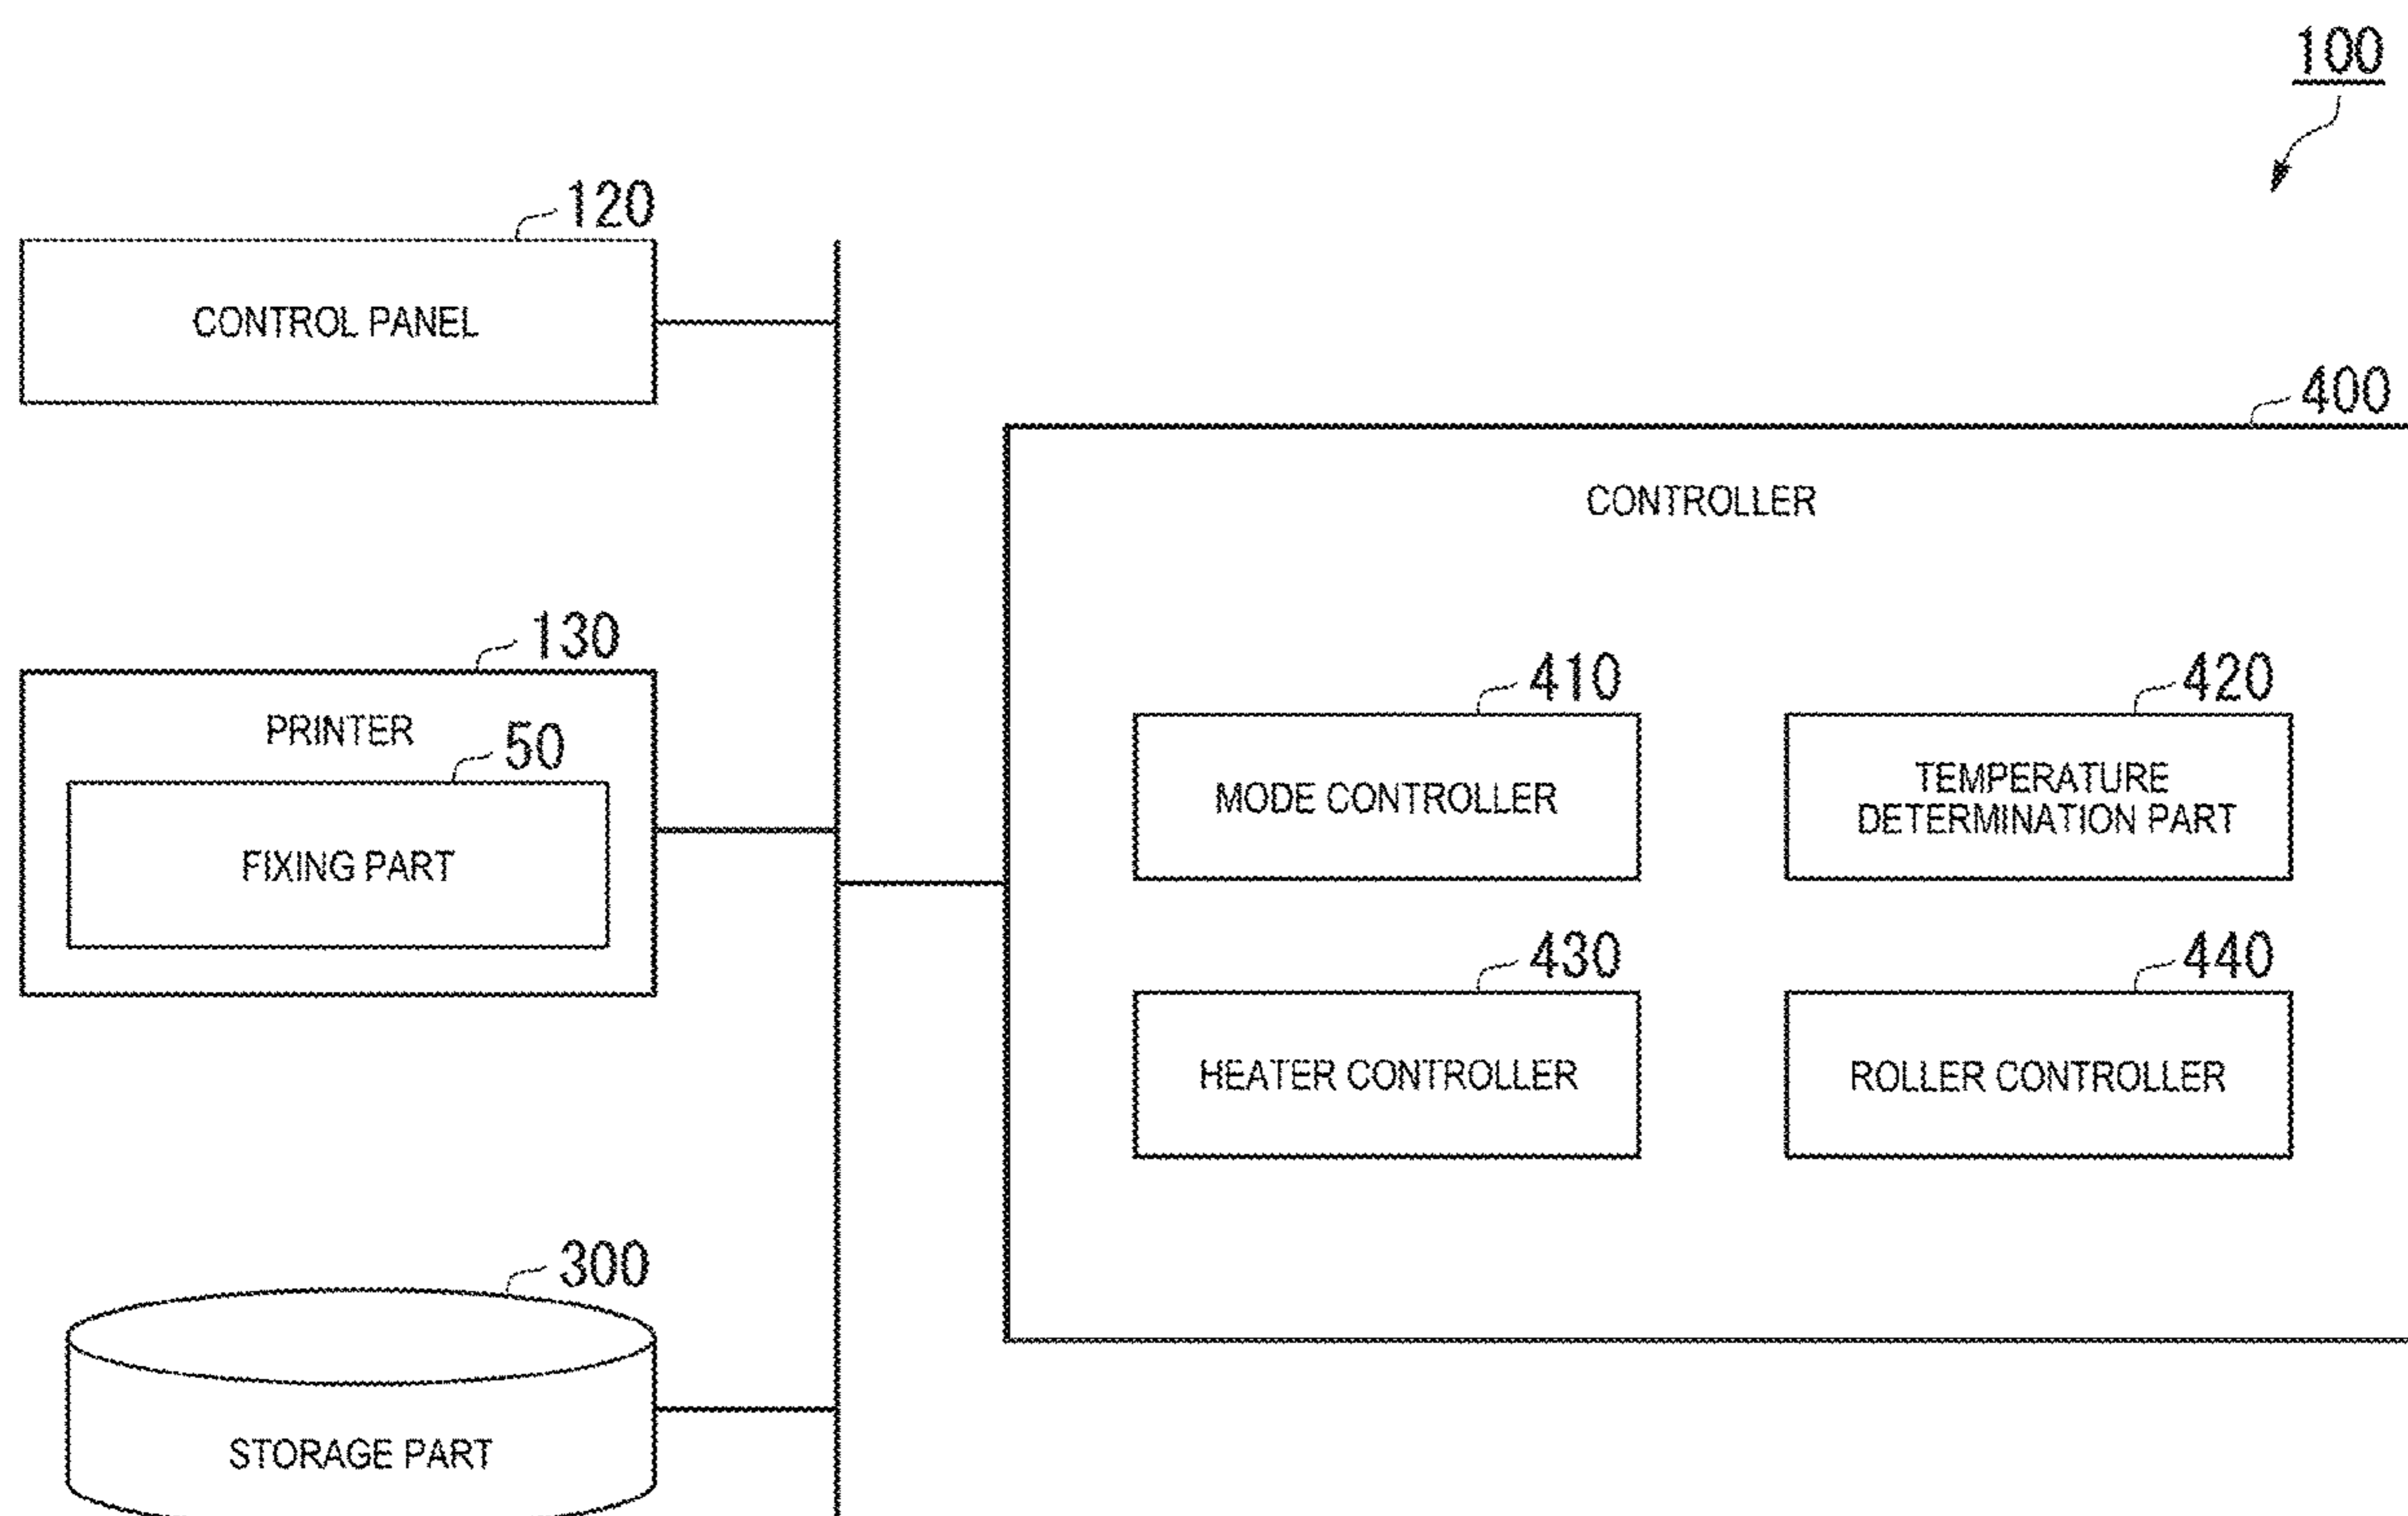 100
120
CONTROL PANEL
400
CONTROLLER
130
PRINTER
50
FIXING PART
410
MODE CONTROLLER
420
TEMPERATURE
DETERMINATION PART
430
HEATER CONTROLLER
440
ROLLER CONTROLLER
300
STORAGE PART